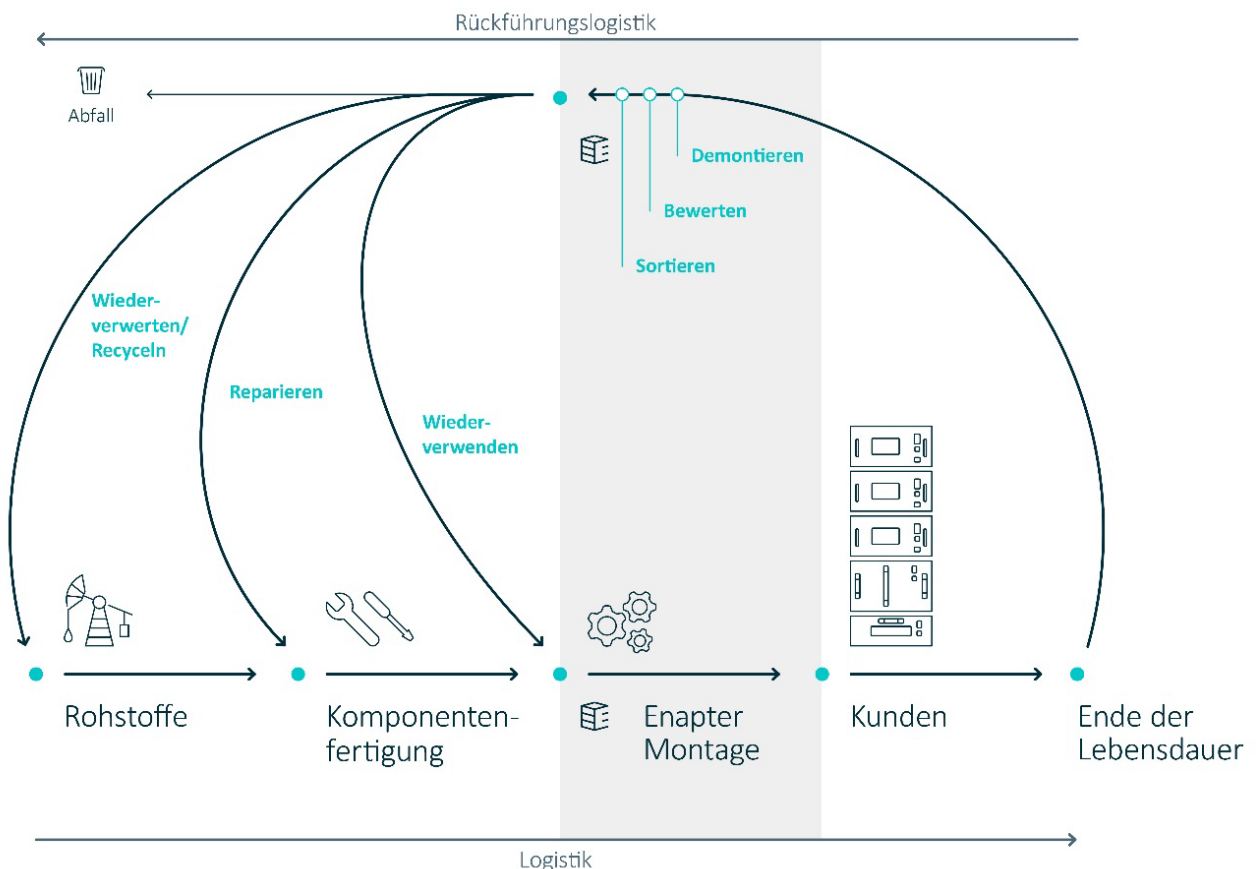 Rückführungslogistik
Abfall
Demontieren
Bewerten
Sortieren
Wieder-
verwerten/
Recyceln
Reparieren
Wieder-
verwenden
Rohstoffe
Komponenten-
fertigung
Enapter
Montage
Kunden
Ende der
Lebensdauer
Logistik